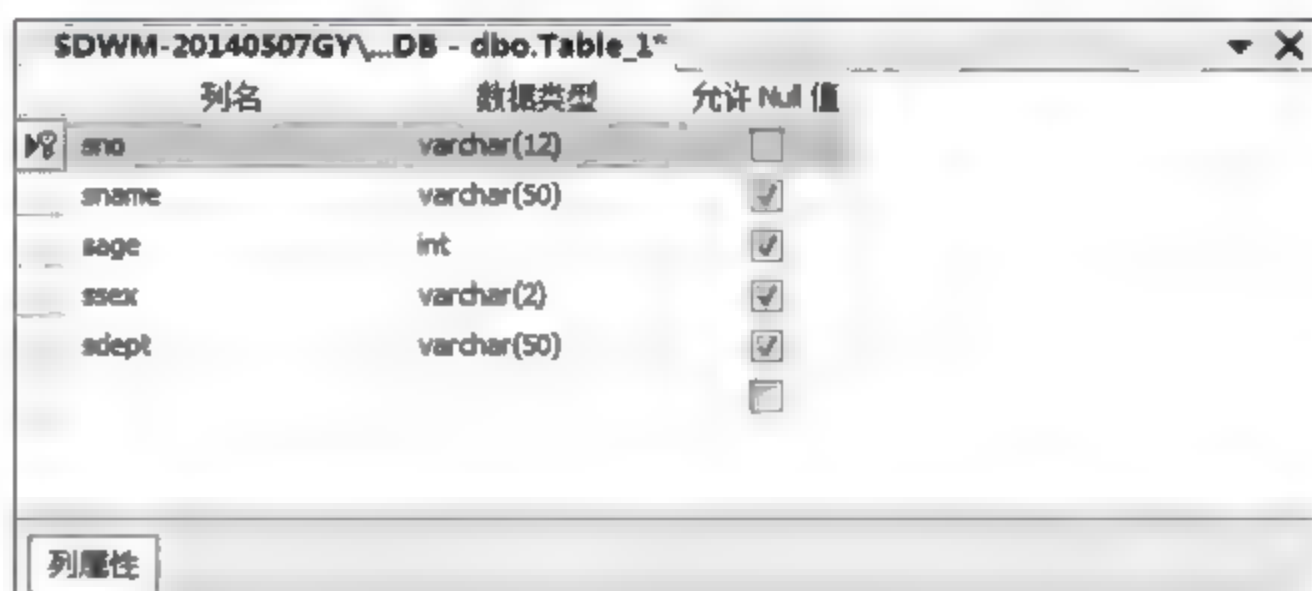 SDWM-20140507GY\...DB - dbo.Table_1*
列名 数据类型 允许 Null 值
sno varchar(12)
sname varchar(50)
sage int
ssex varchar(2)
sdept varchar(50)
列属性